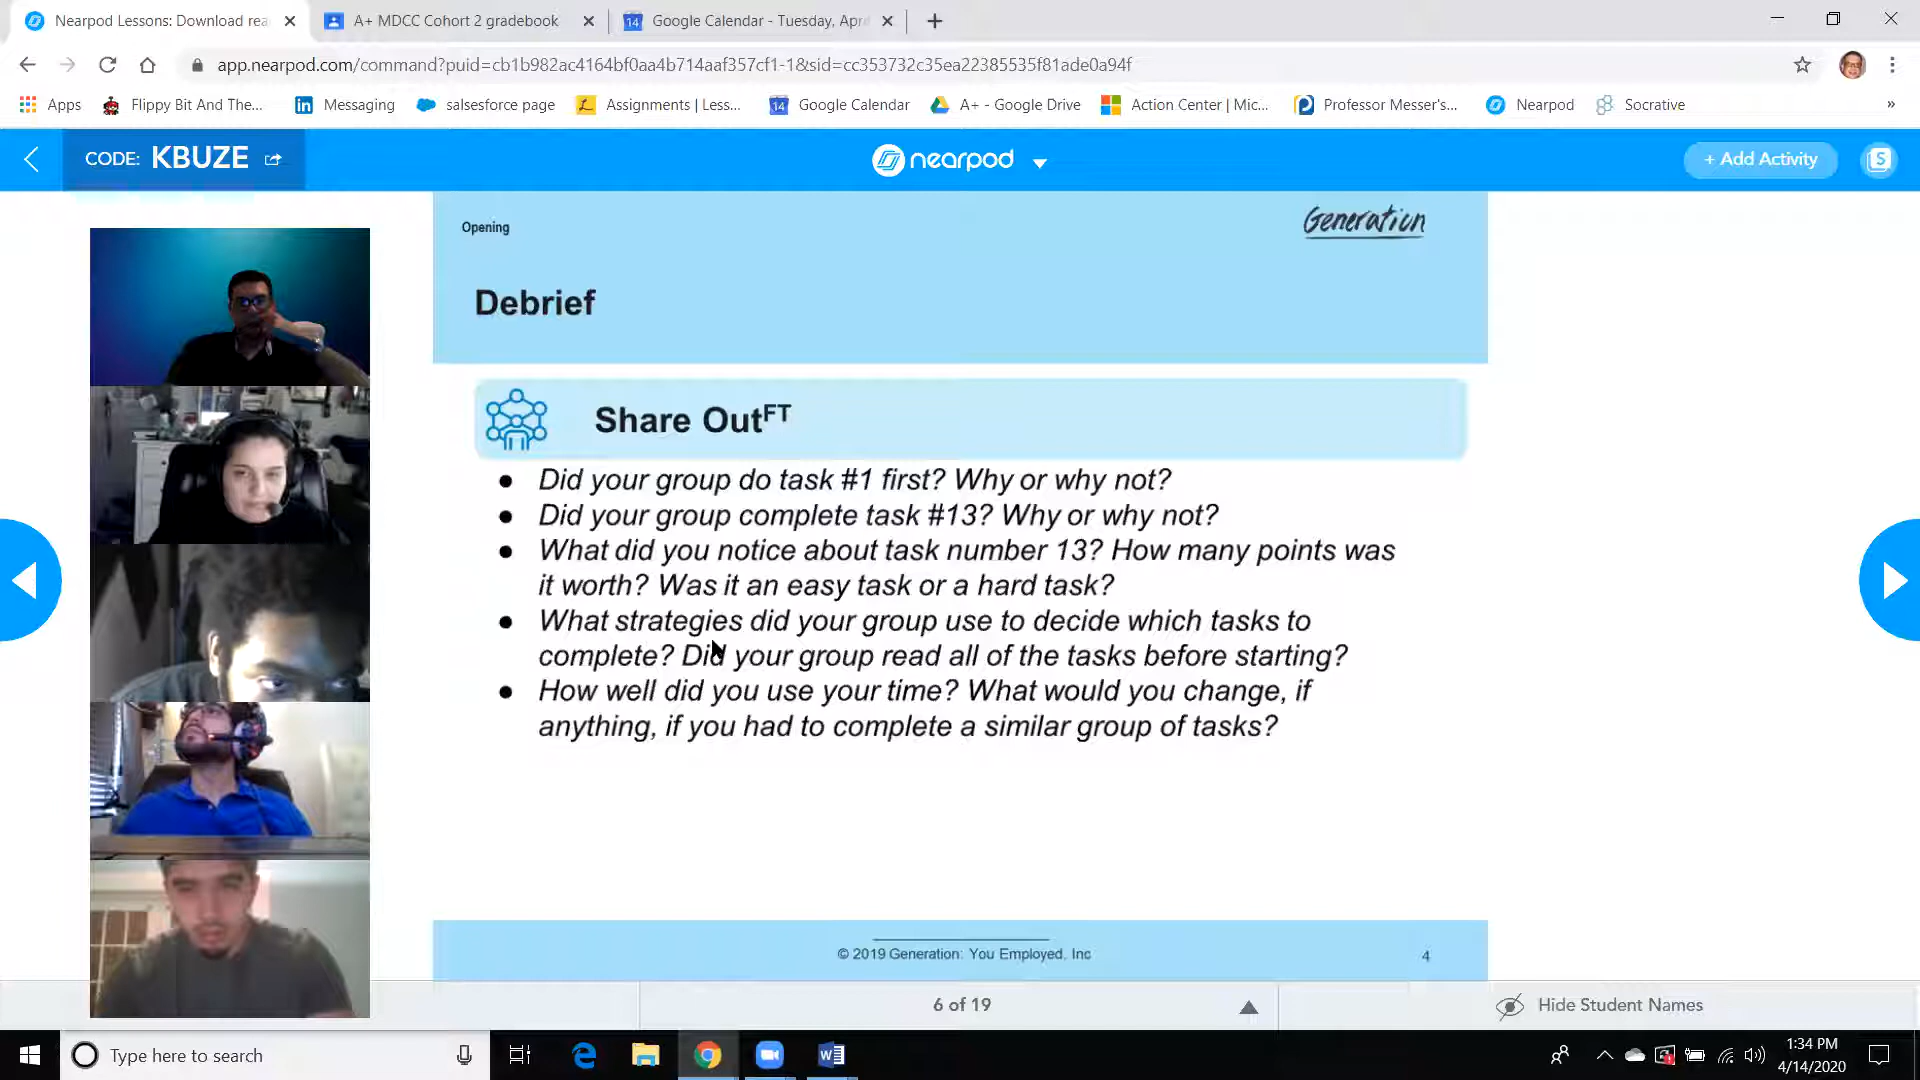 Nearpod Lessons: Download rea
A+ MDCC Cohort 2 gradebook
Google Calendar - Tuesday, Apr
app.nearpod.com/command?puid=cb1b982ac4164bf0aa4b714aaf357cf1-1&sid=cc353732c35ea22385535f81ade0a94f
Apps
Flippy Bit And The...
Messaging
salsesforce page
Assignments | Less...
Google Calendar
A+ - Google Drive
Action Center | Mic...
Professor Messer's...
Nearpod
Socrative
»
CODE: KBUZE
nearpod
+ Add Activity
S
Opening
Generation
Debrief
Share Out^FT
• Did your group do task #1 first? Why or why not?
• Did your group complete task #13? Why or why not?
• What did you notice about task number 13? How many points was
it worth? Was it an easy task or a hard task?
• What strategies did your group use to decide which tasks to
complete? Did your group read all of the tasks before starting?
• How well did you use your time? What would you change, if
anything, if you had to complete a similar group of tasks?
© 2019 Generation: You Employed, Inc
4
6 of 19
Hide Student Names
Type here to search
1:34 PM
4/14/2020